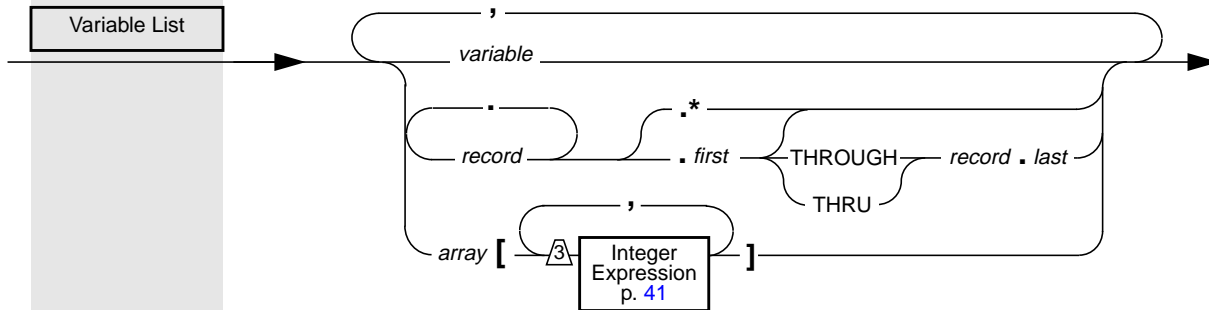 Variable List
,
variable
.
.*
record
. first
THROUGH
record . last
THRU
,
array [
3
Integer
Expression
p. 41
]